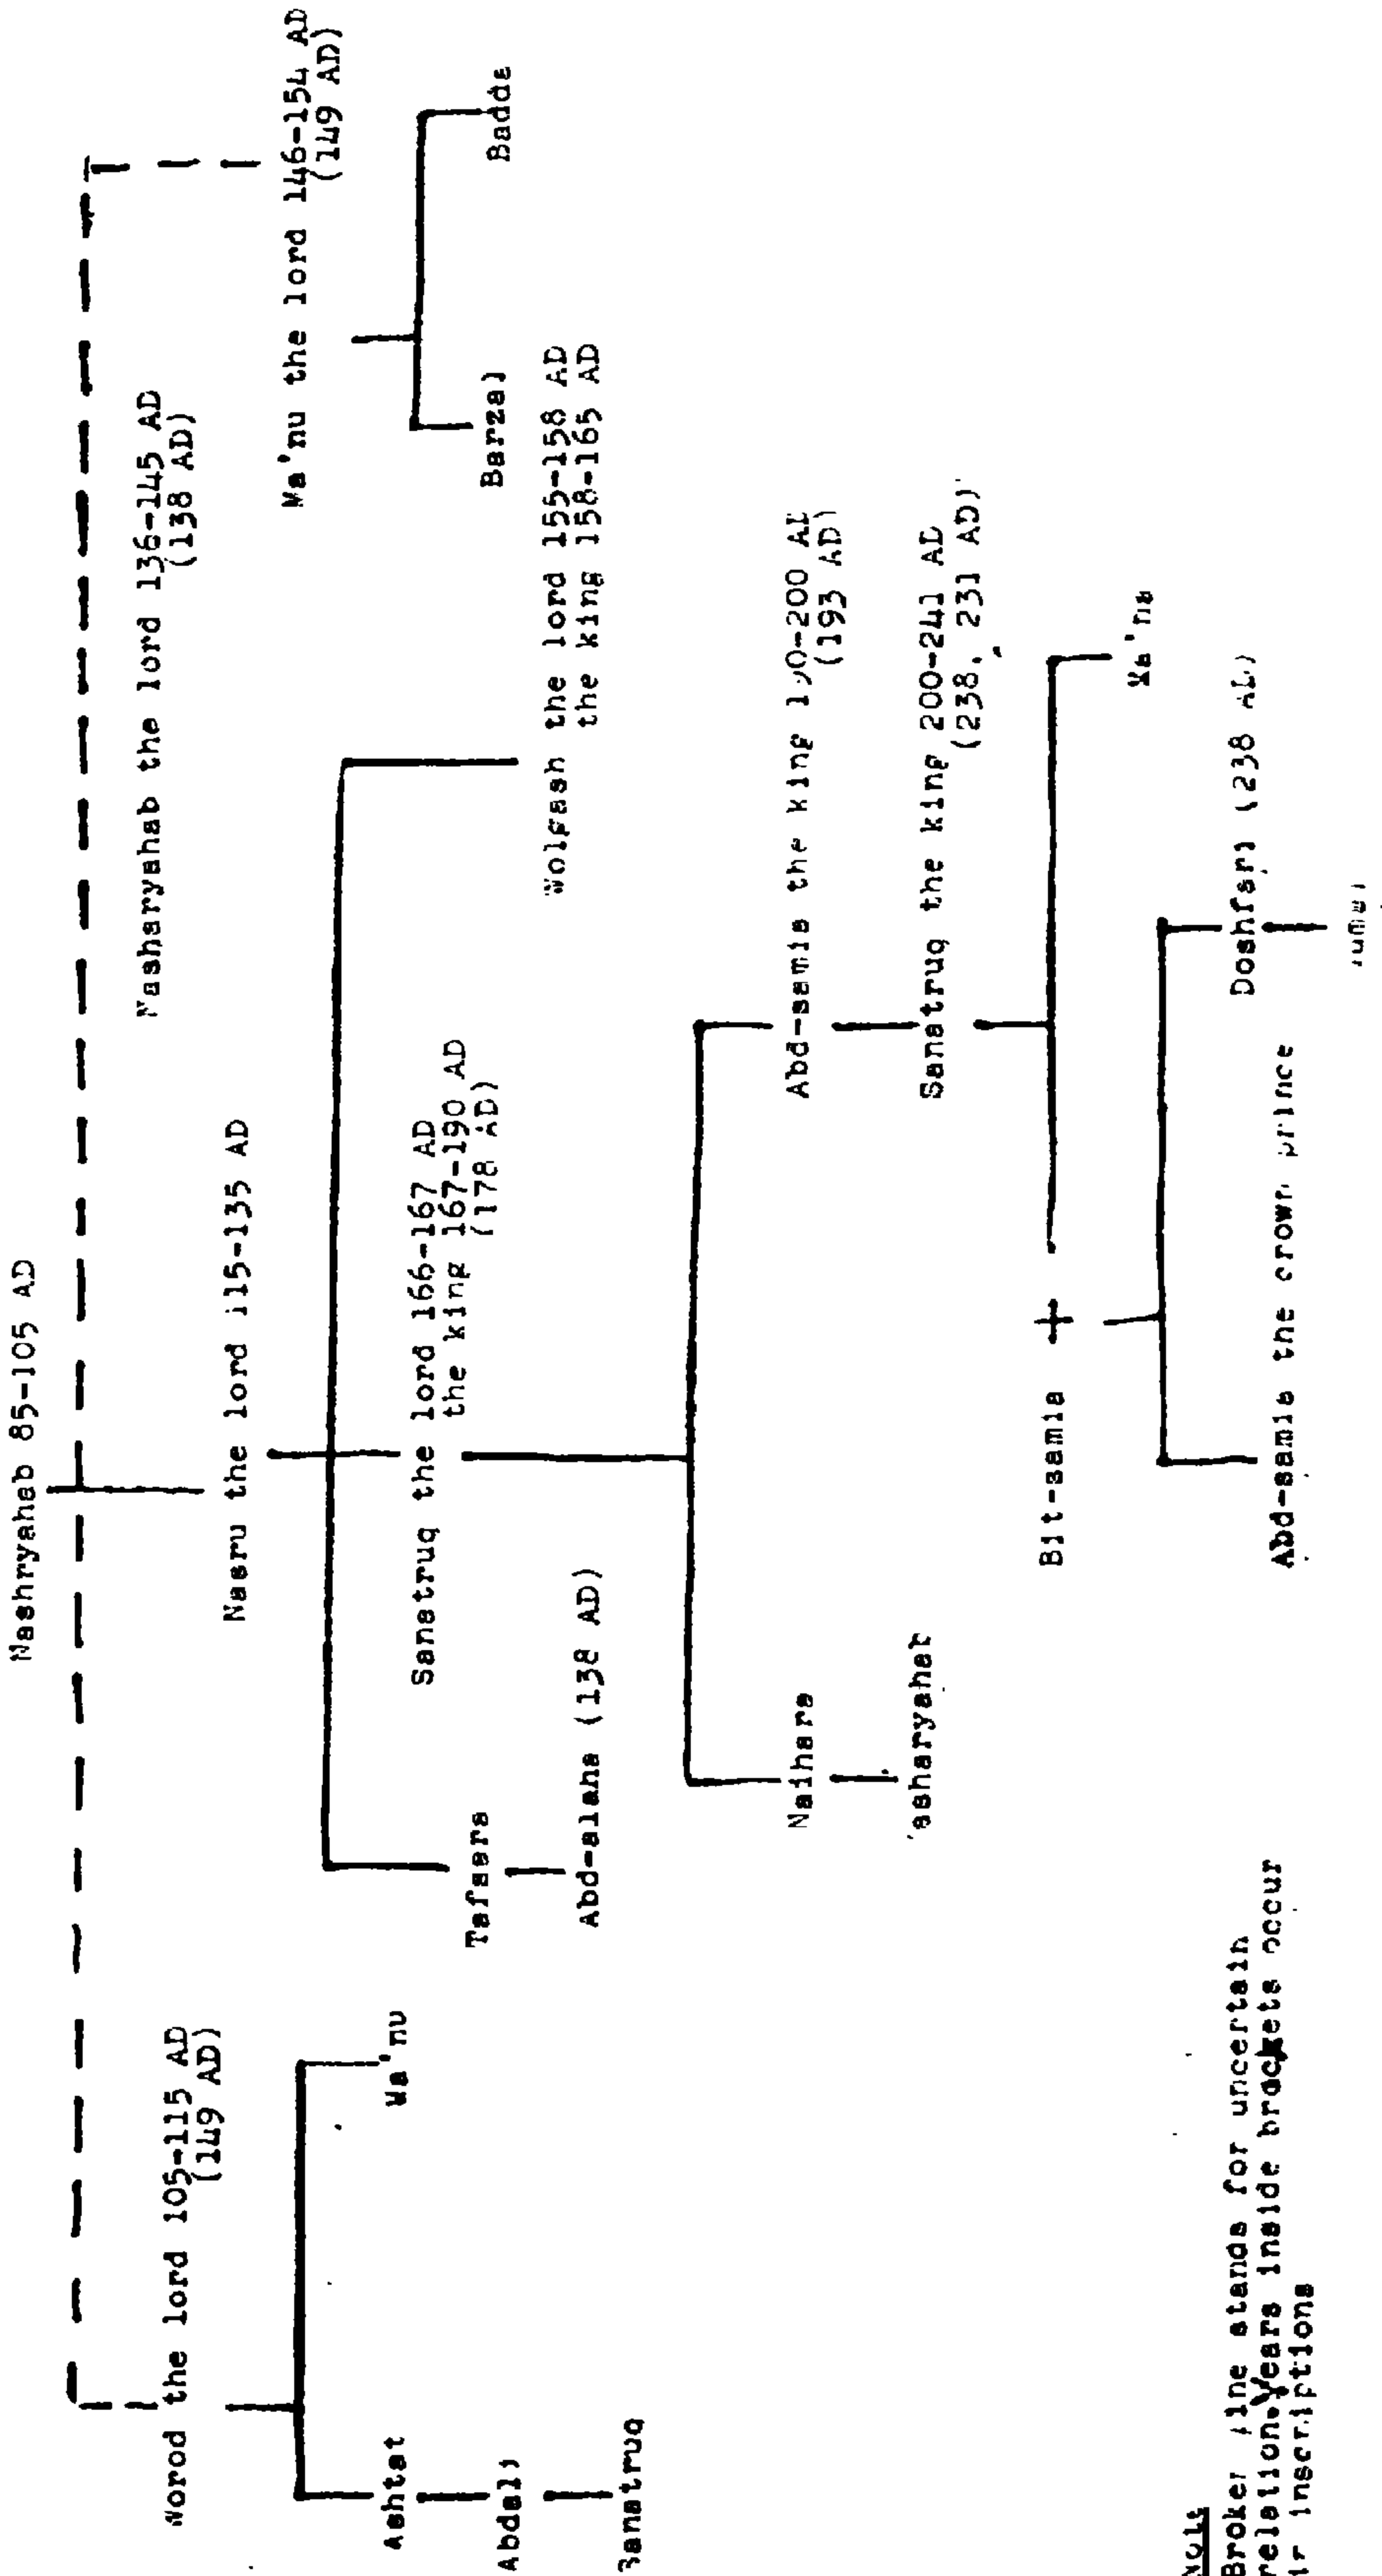 Nashryahab 85-105 AD
Worod the lord 105-115 AD
(149 AD)
Nasru the lord 115-135 AD
Nasharyahab the lord 136-145 AD
(138 AD)
Ma'nu the lord 146-154 AD
(149 AD)
Ashtat
Ma'nu
Abdali
Sanatruq
Tafsera
Abd-alaha (138 AD)
Sanatruq the lord 166-167 AD
the king 167-190 AD
(178 AD)
Wolgash the lord 155-158 AD
the king 158-165 AD
Barzal
Badda
Naihara
Abd-samia the king 190-200 AD
(193 AD)
Sanatruq the king 200-241 AD
(238, 231 AD)
Bit-samia +
Ma'na
Abd-samia the crown prince
Doshfari (238 AD)
Note
Broken line stands for uncertain
relation. Years inside brackets occur
in inscriptions